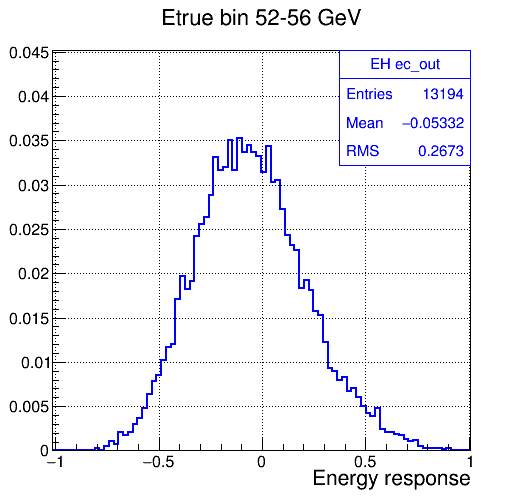 Etrue bin 52-56 GeV
EH ec_out
Entries 13194
Mean −0.05332
RMS 0.2673
0.045
0.04
0.035
0.03
0.025
0.02
0.015
0.01
0.005
0
−1 −0.5 0 0.5 1
Energy response